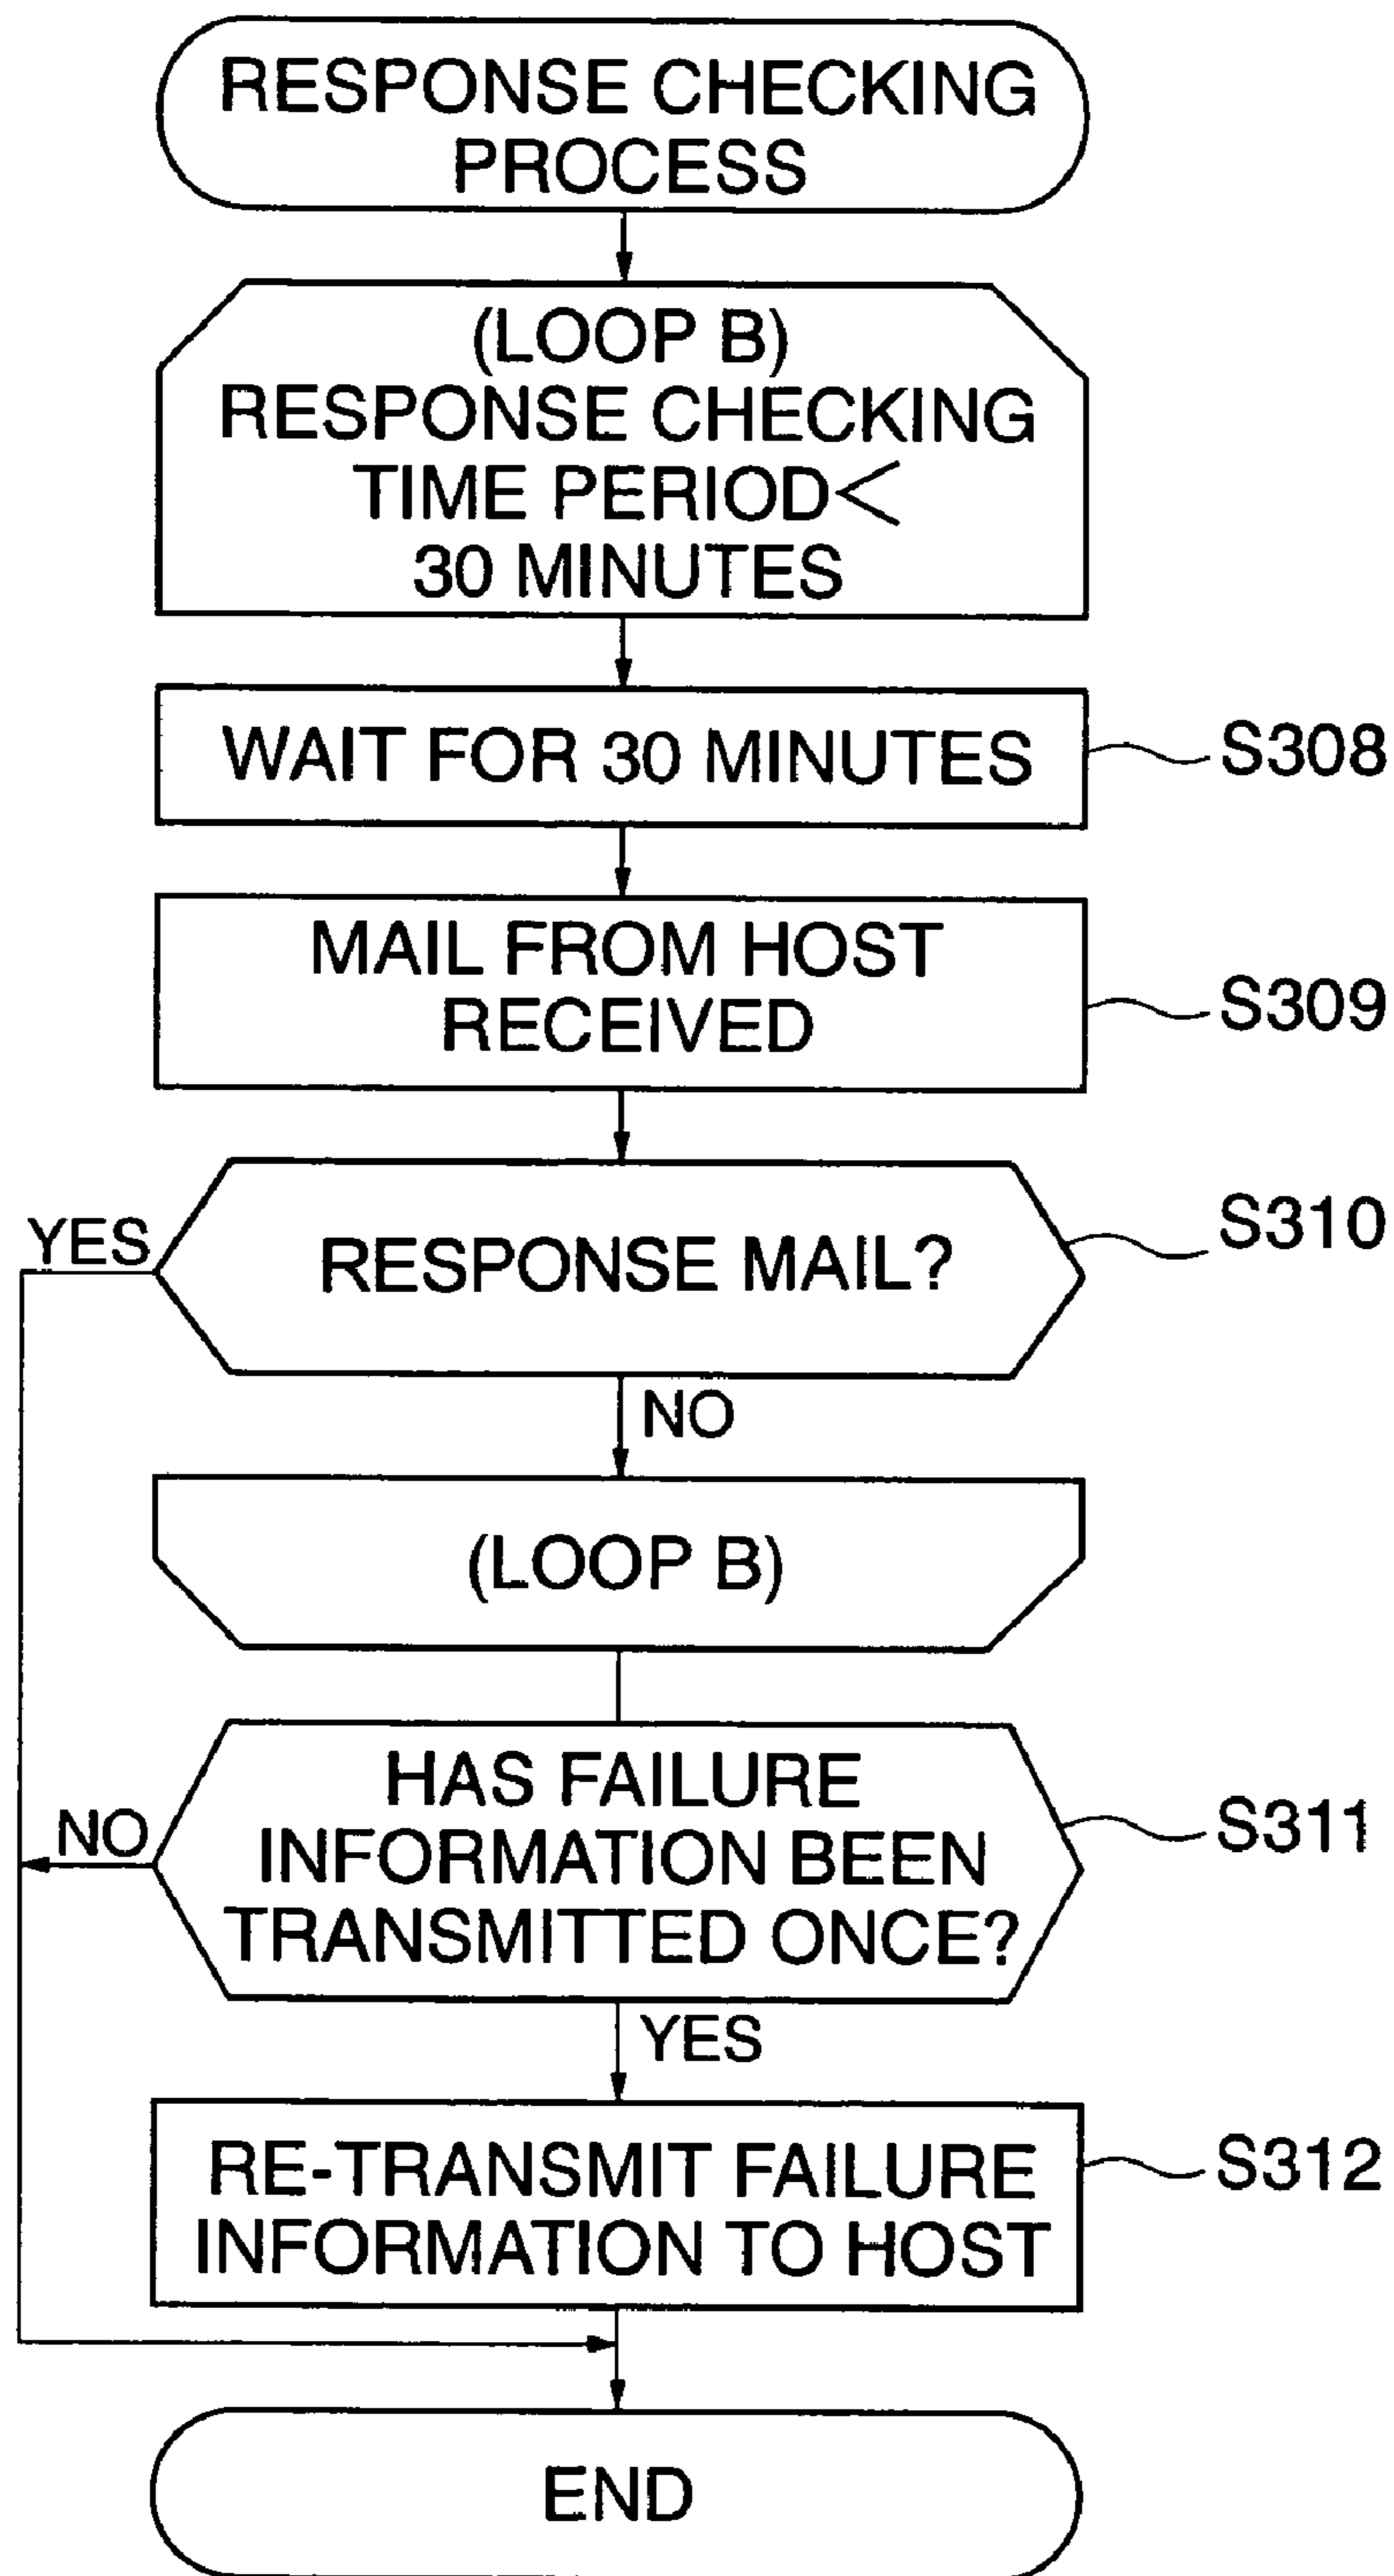 RESPONSE CHECKING
PROCESS
(LOOP B)
RESPONSE CHECKING
TIME PERIOD<
30 MINUTES
WAIT FOR 30 MINUTES
S308
MAIL FROM HOST
RECEIVED
S309
RESPONSE MAIL?
S310
YES
NO
(LOOP B)
HAS FAILURE
INFORMATION BEEN
TRANSMITTED ONCE?
S311
NO
YES
RE-TRANSMIT FAILURE
INFORMATION TO HOST
S312
END